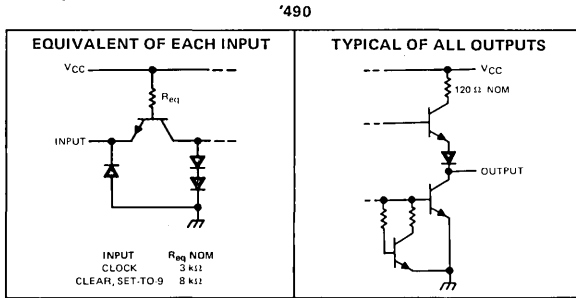 '490
EQUIVALENT OF EACH INPUT
VCC
Req
INPUT
INPUT Req NOM
CLOCK 3 kΩ
CLEAR, SET-TO-9 8 kΩ
TYPICAL OF ALL OUTPUTS
VCC
120 Ω NOM
OUTPUT